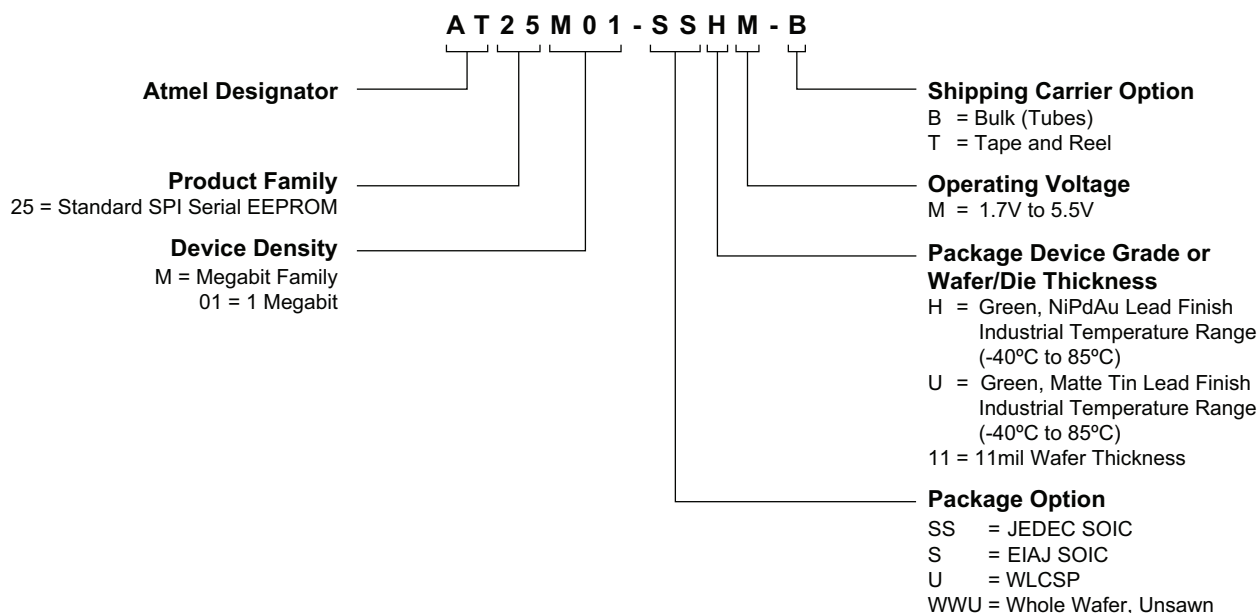 AT25M01-SSHM-B
Atmel Designator
Product Family
25 = Standard SPI Serial EEPROM
Device Density
M = Megabit Family
01 = 1 Megabit
Shipping Carrier Option
B = Bulk (Tubes)
T = Tape and Reel
Operating Voltage
M = 1.7V to 5.5V
Package Device Grade or
Wafer/Die Thickness
H = Green, NiPdAu Lead Finish
Industrial Temperature Range
(-40ºC to 85ºC)
U = Green, Matte Tin Lead Finish
Industrial Temperature Range
(-40ºC to 85ºC)
11 = 11mil Wafer Thickness
Package Option
SS = JEDEC SOIC
S = EIAJ SOIC
U = WLCSP
WWU = Whole Wafer, Unsawn